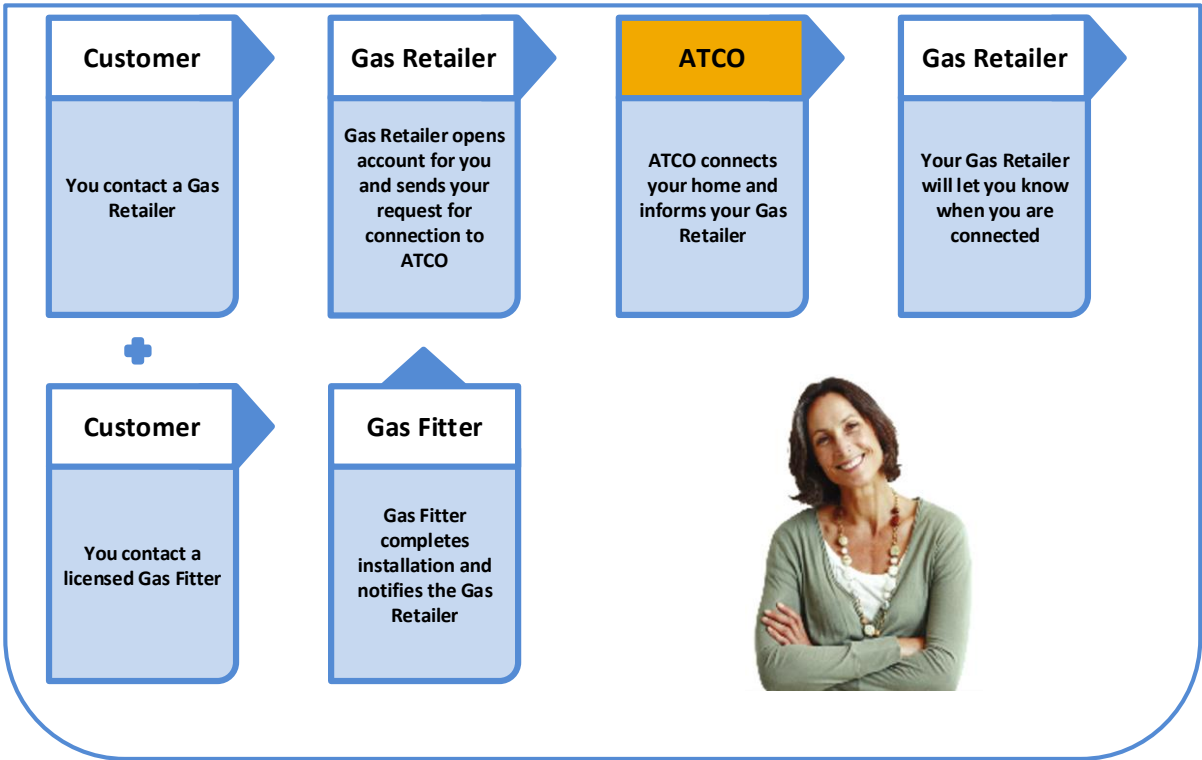 Customer
You contact a Gas
Retailer
Gas Retailer
Gas Retailer opens
account for you
and sends your
request for
connection to
ATCO
ATCO
ATCO connects
your home and
informs your Gas
Retailer
Gas Retailer
Your Gas Retailer
will let you know
when you are
connected
Customer
You contact a
licensed Gas Fitter
Gas Fitter
Gas Fitter
completes
installation and
notifies the Gas
Retailer